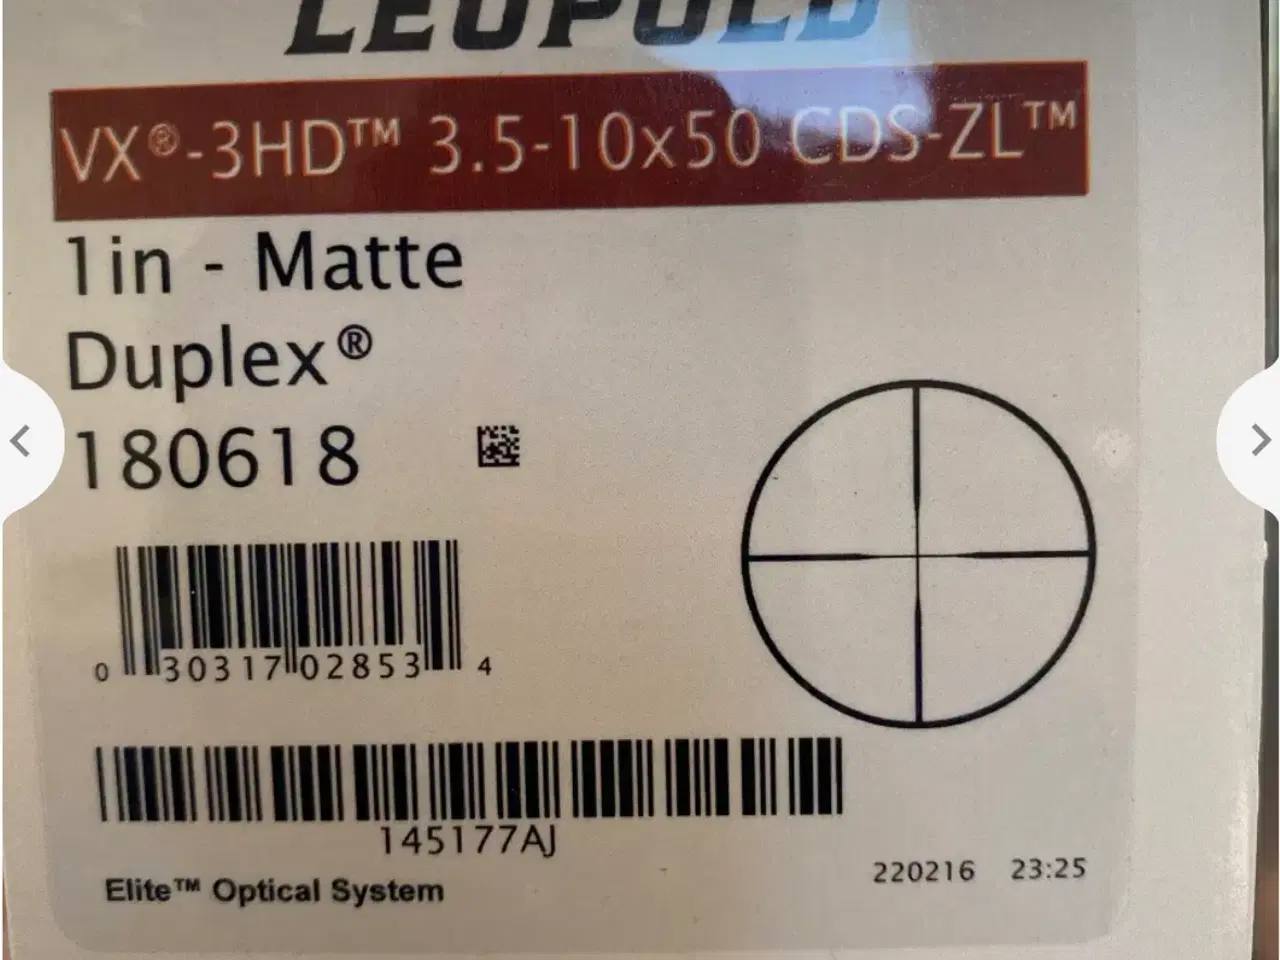 LEUPOLD
VX®-3HD™ 3.5-10x50 CDS-ZL™
1in - Matte
Duplex®
180618
0 30317 02853 4
145177AJ
Elite™ Optical System
220216 23:25